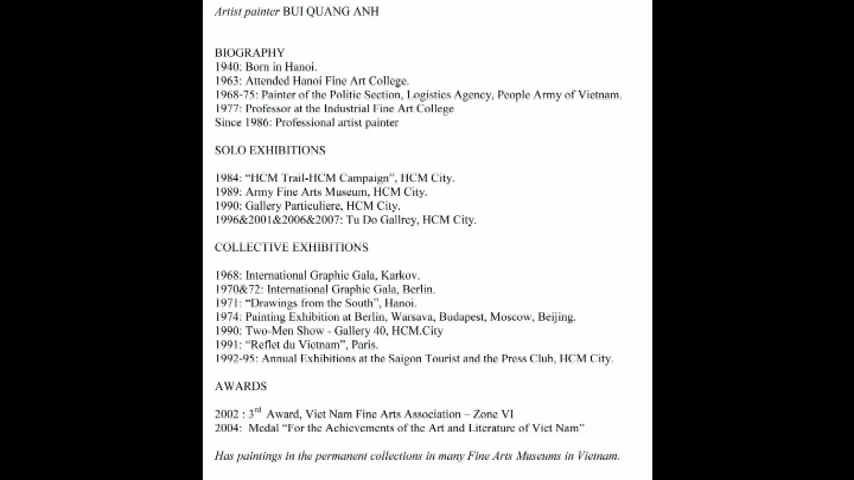 Artist painter BUI QUANG ANH
BIOGRAPHY
1940: Born in Hanoi.
1963: Attended Hanoi Fine Art College.
1968-75: Painter of the Politic Section, Logistics Agency, People Army of Vietnam.
1977: Professor at the Industrial Fine Art College
Since 1986: Professional artist painter
SOLO EXHIBITIONS
1984: “HCM Trail-HCM Campaign”, HCM City.
1989: Army Fine Arts Museum, HCM City.
1990: Gallery Particuliere, HCM City.
1996&2001&2006&2007: Tu Do Gallrey, HCM City.
COLLECTIVE EXHIBITIONS
1968: International Graphic Gala, Karkov.
1970&72: International Graphic Gala, Berlin.
1971: “Drawings from the South”, Hanoi.
1974: Painting Exhibition at Berlin, Warsava, Budapest, Moscow, Beijing.
1990: Two-Men Show - Gallery 40, HCM.City
1991: “Reflet du Vietnam”, Paris.
1992-95: Annual Exhibitions at the Saigon Tourist and the Press Club, HCM City.
AWARDS
2002 : 3rd Award, Viet Nam Fine Arts Association – Zone VI
2004: Medal “For the Achievements of the Art and Literature of Viet Nam”
Has paintings in the permanent collections in many Fine Arts Museums in Vietnam.